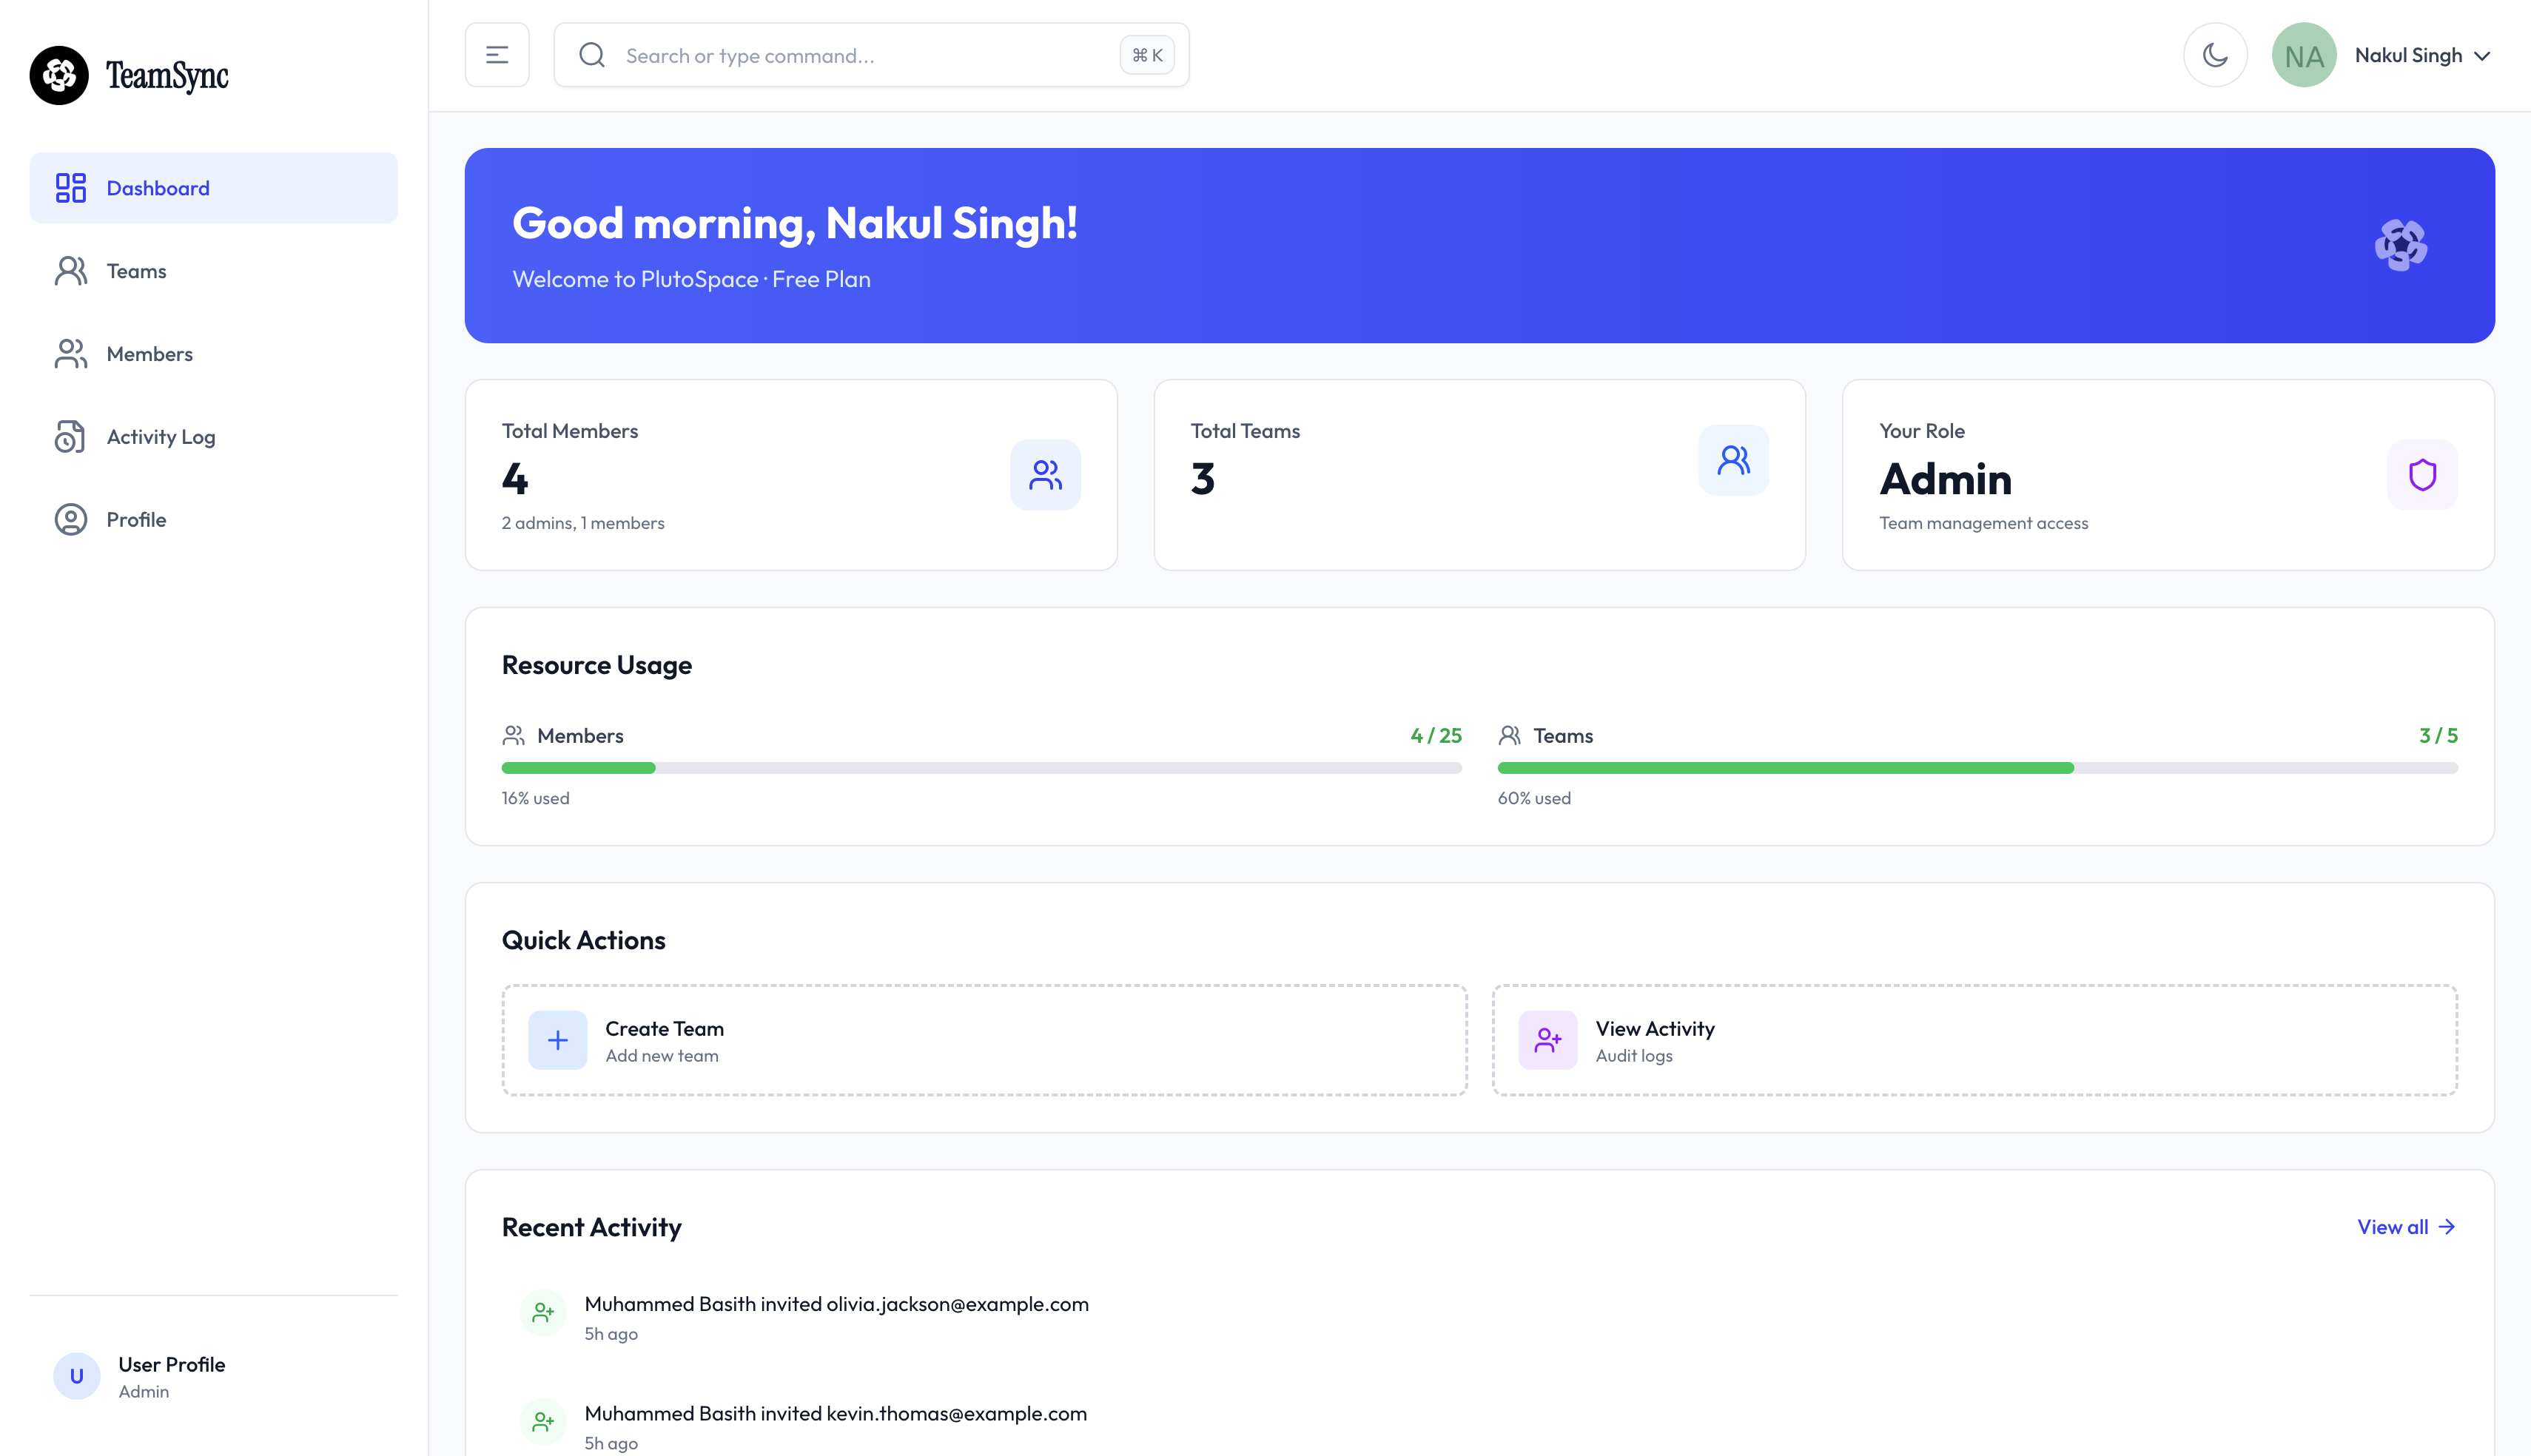 TeamSync
Dashboard
Teams
Members
Activity Log
Profile
User Profile
U
Admin
Search or type command...
⌘ K
NA
Nakul Singh
Good morning, Nakul Singh!
Welcome to PlutoSpace · Free Plan
Total Members
4
2 admins, 1 members
Total Teams
3
Your Role
Admin
Team management access
Resource Usage
Members
4 / 25
16% used
Teams
3 / 5
60% used
Quick Actions
Create Team
Add new team
View Activity
Audit logs
Recent Activity
View all
Muhammed Basith invited olivia.jackson@example.com
5h ago
Muhammed Basith invited kevin.thomas@example.com
5h ago